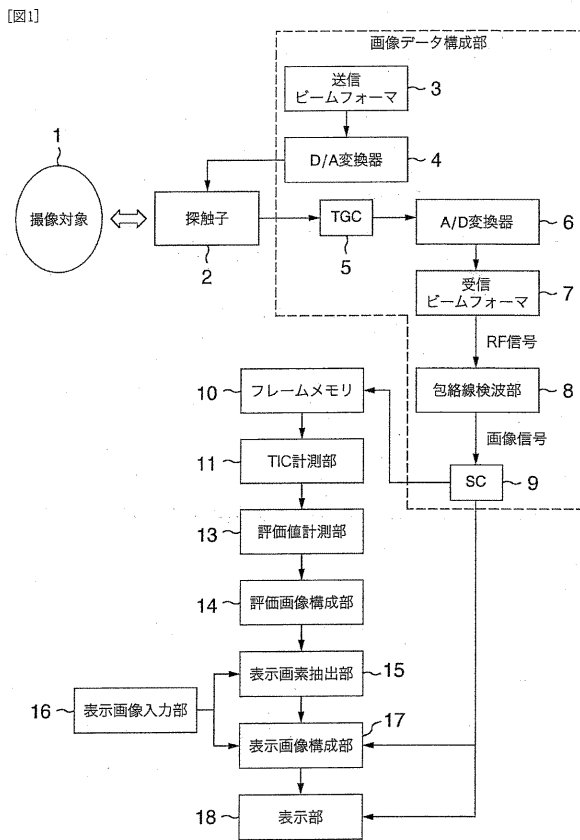 [図1]
画像データ構成部
送信
ビームフォーマ
3
1
D/A変換器
4
撮像対象
探触子
2
TGC
5
A/D変換器
6
受信
ビームフォーマ
7
RF信号
10
フレームメモリ
包絡線検波部
8
画像信号
11
TIC計測部
SC
9
13
評価値計測部
14
評価画像構成部
表示画素抽出部
15
16
表示画像入力部
17
表示画像構成部
18
表示部